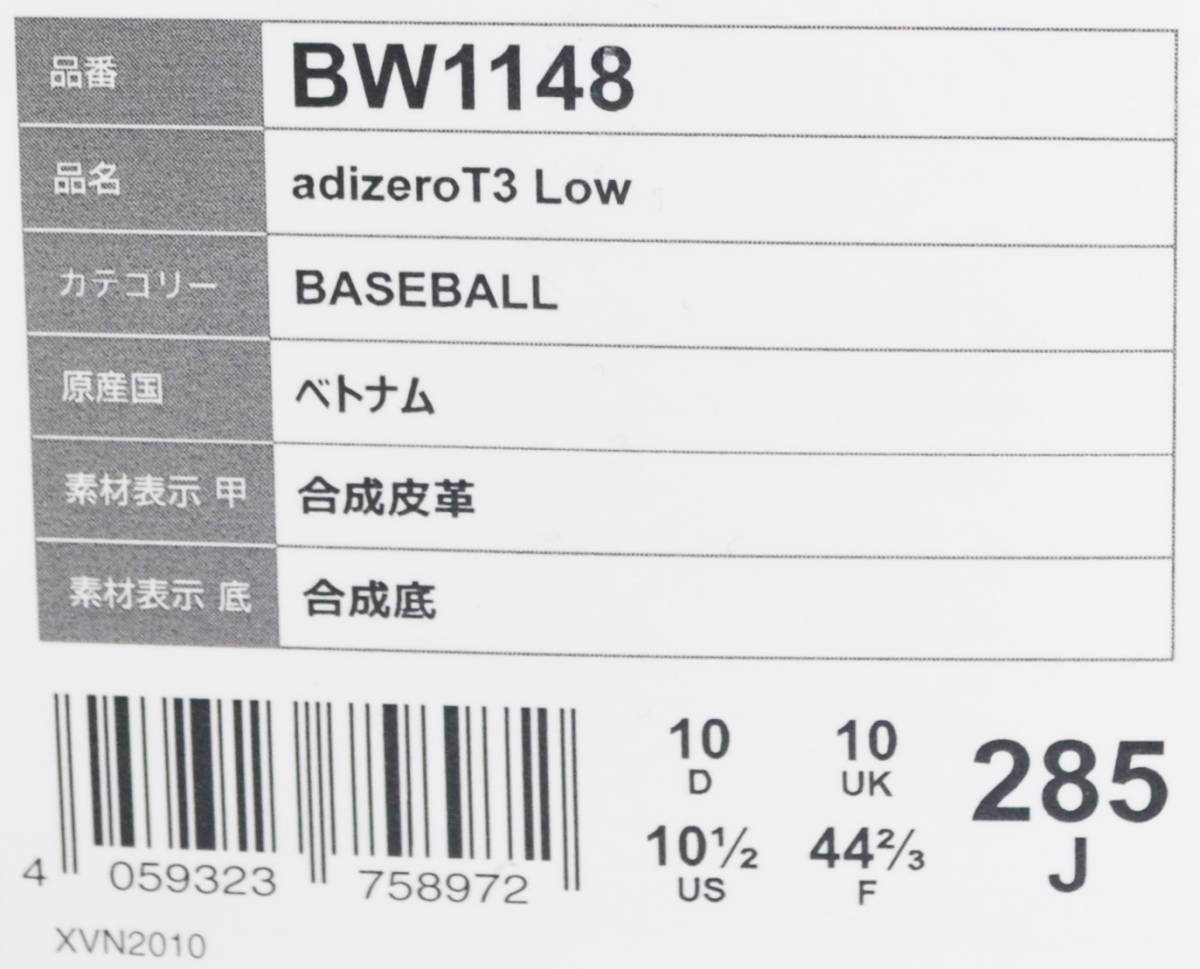 品番 BW1148
品名 adizeroT3 Low
カテゴリー BASEBALL
原産国 ベトナム
素材表示 甲 合成皮革
素材表示 底 合成底
10 10 285
D UK
10½ 44⅔ J
US F
4 059323 758972
XVN2010